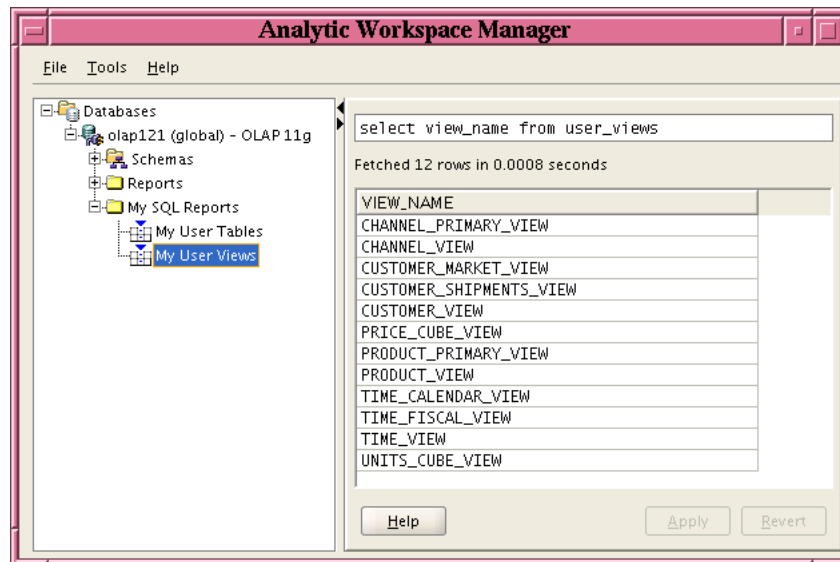 Analytic Workspace Manager
File Tools Help
Databases
olap121 (global) - OLAP 11g
Schemas
Reports
My SQL Reports
My User Tables
My User Views
select view_name from user_views
Fetched 12 rows in 0.0008 seconds
VIEW_NAME
CHANNEL_PRIMARY_VIEW
CHANNEL_VIEW
CUSTOMER_MARKET_VIEW
CUSTOMER_SHIPMENTS_VIEW
CUSTOMER_VIEW
PRICE_CUBE_VIEW
PRODUCT_PRIMARY_VIEW
PRODUCT_VIEW
TIME_CALENDAR_VIEW
TIME_FISCAL_VIEW
TIME_VIEW
UNITS_CUBE_VIEW
Help Apply Revert